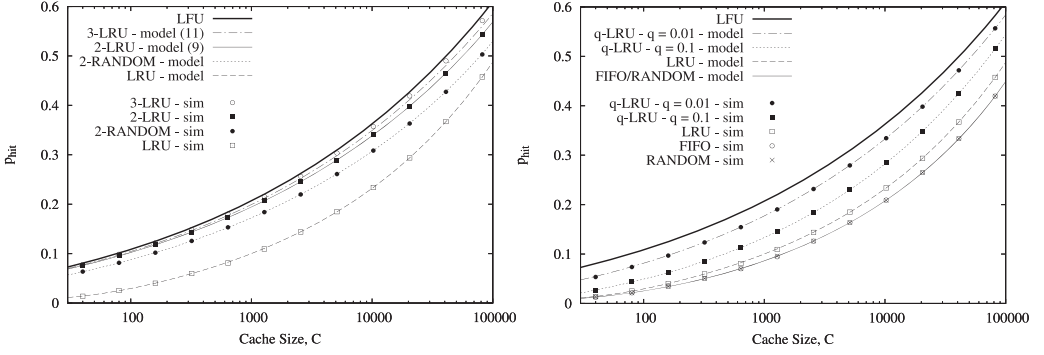 LFU
3-LRU - model (11)
2-LRU - model (9)
2-RANDOM - model
LRU - model
3-LRU - sim
2-LRU - sim
2-RANDOM - sim
LRU - sim
0.6
0.5
0.4
0.3
0.2
0.1
0
p_hit
100
1000
10000
100000
Cache Size, C
LFU
q-LRU - q = 0.01 - model
q-LRU - q = 0.1 - model
LRU - model
FIFO/RANDOM - model
q-LRU - q = 0.01 - sim
q-LRU - q = 0.1 - sim
LRU - sim
FIFO - sim
RANDOM - sim
0.6
0.5
0.4
0.3
0.2
0.1
0
p_hit
100
1000
10000
100000
Cache Size, C